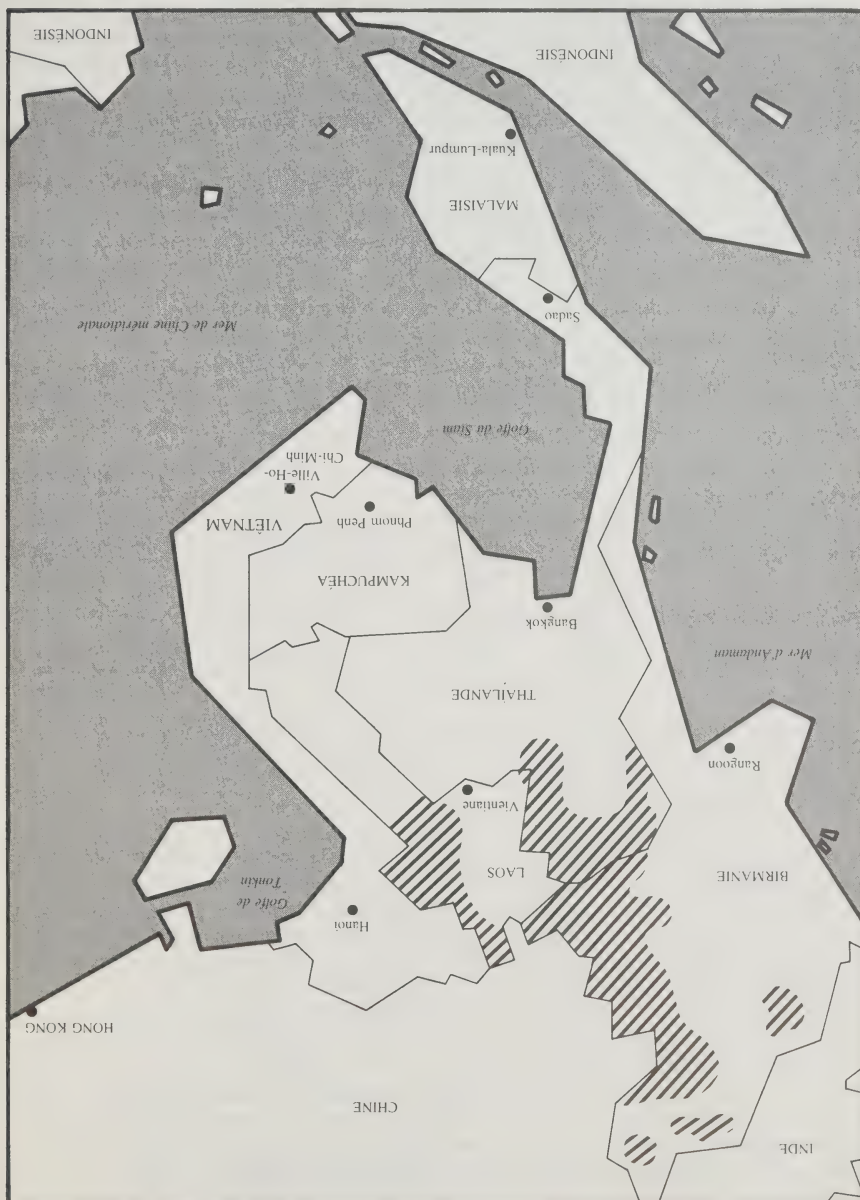 INDE
CHINE
HONG KONG
Hanoi
Golfe de
Tonkin
BIRMANIE
LAOS
Vientiane
Rangoon
THAÏLANDE
Mer d'Andaman
Bangkok
KAMPUCHÉA
Phnom Penh
VIÊTNAM
Ville-Ho-
Chi-Minh
Golfe du Siam
Mer de Chine méridionale
Sadao
MALAISIE
Kuala-Lumpur
INDONÉSIE
INDONÉSIE